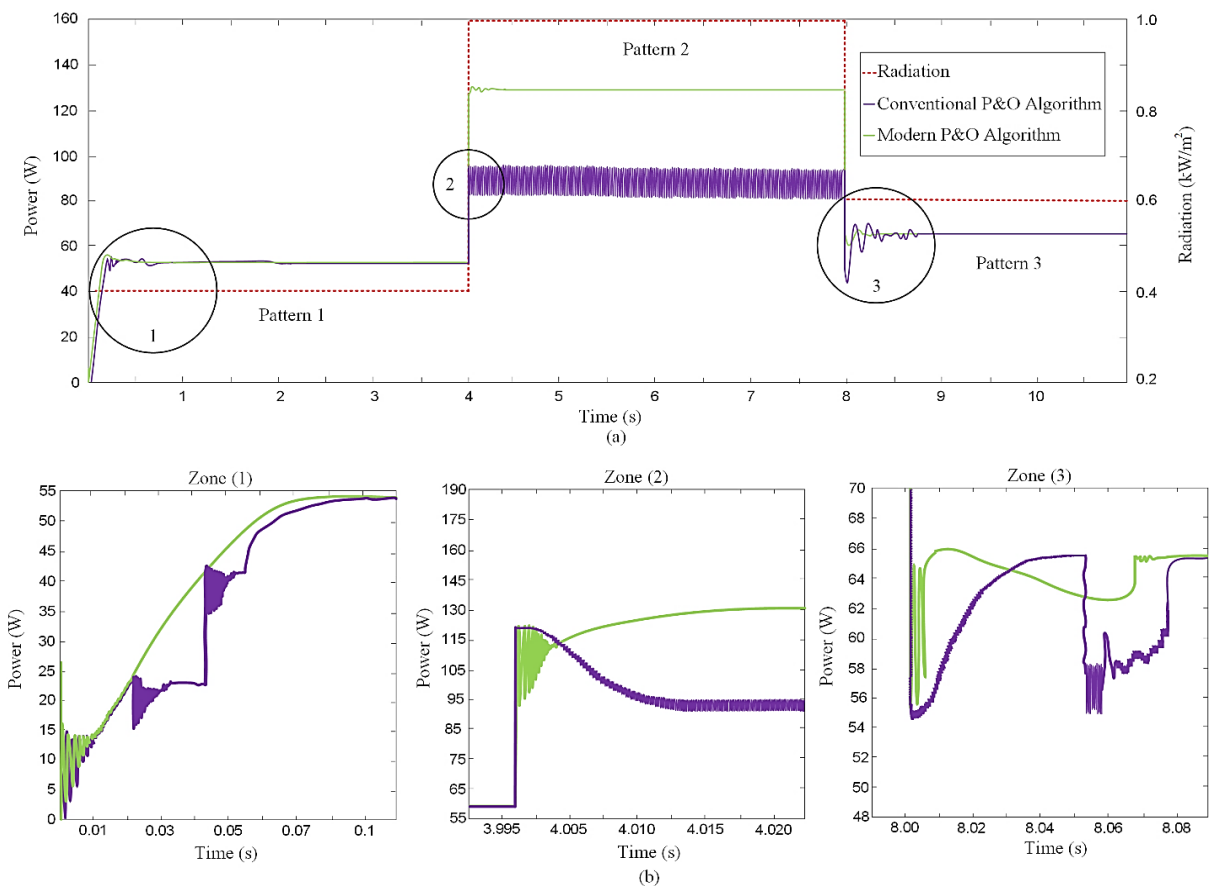 160
140
120
100
80
60
40
20
0
Power (W)
1.0
0.8
0.6
0.4
0.2
Radiation (kW/m²)
Pattern 2
Radiation
Conventional P&O Algorithm
Modern P&O Algorithm
2
1
Pattern 1
3
Pattern 3
1 2 3 4 5 6 7 8 9 10
Time (s)
(a)
Zone (1)
55
50
45
40
35
30
25
20
15
10
5
0
Power (W)
0.01 0.03 0.05 0.07 0.1
Time (s)
Zone (2)
190
175
160
145
130
115
105
95
85
75
65
55
Power (W)
3.995 4.005 4.010 4.015 4.020
Time (s)
(b)
Zone (3)
70
68
66
64
62
60
58
56
54
52
50
48
Power (W)
8.00 8.02 8.04 8.06 8.08
Time (s)